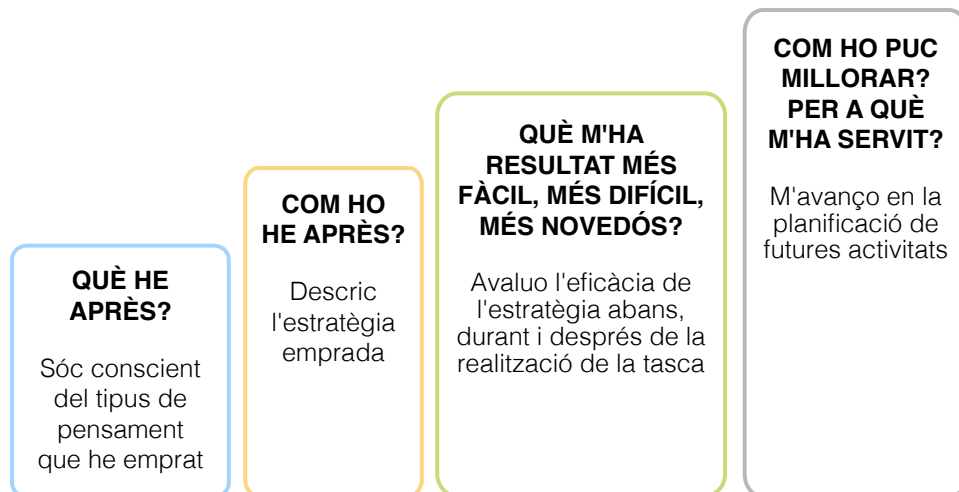 QUÈ HE
APRÈS?
Sóc conscient
del tipus de
pensament
que he emprat
COM HO
HE APRÈS?
Descric
l'estratègia
emprada
QUÈ M'HA
RESULTAT MÉS
FÀCIL, MÉS DIFÍCIL,
MÉS NOVEDÓS?
Avaluo l'eficàcia de
l'estratègia abans,
durant i després de la
realització de la tasca
COM HO PUC
MILLORAR?
PER A QUÈ
M'HA SERVIT?
M'avanço en la
planificació de
futures activitats